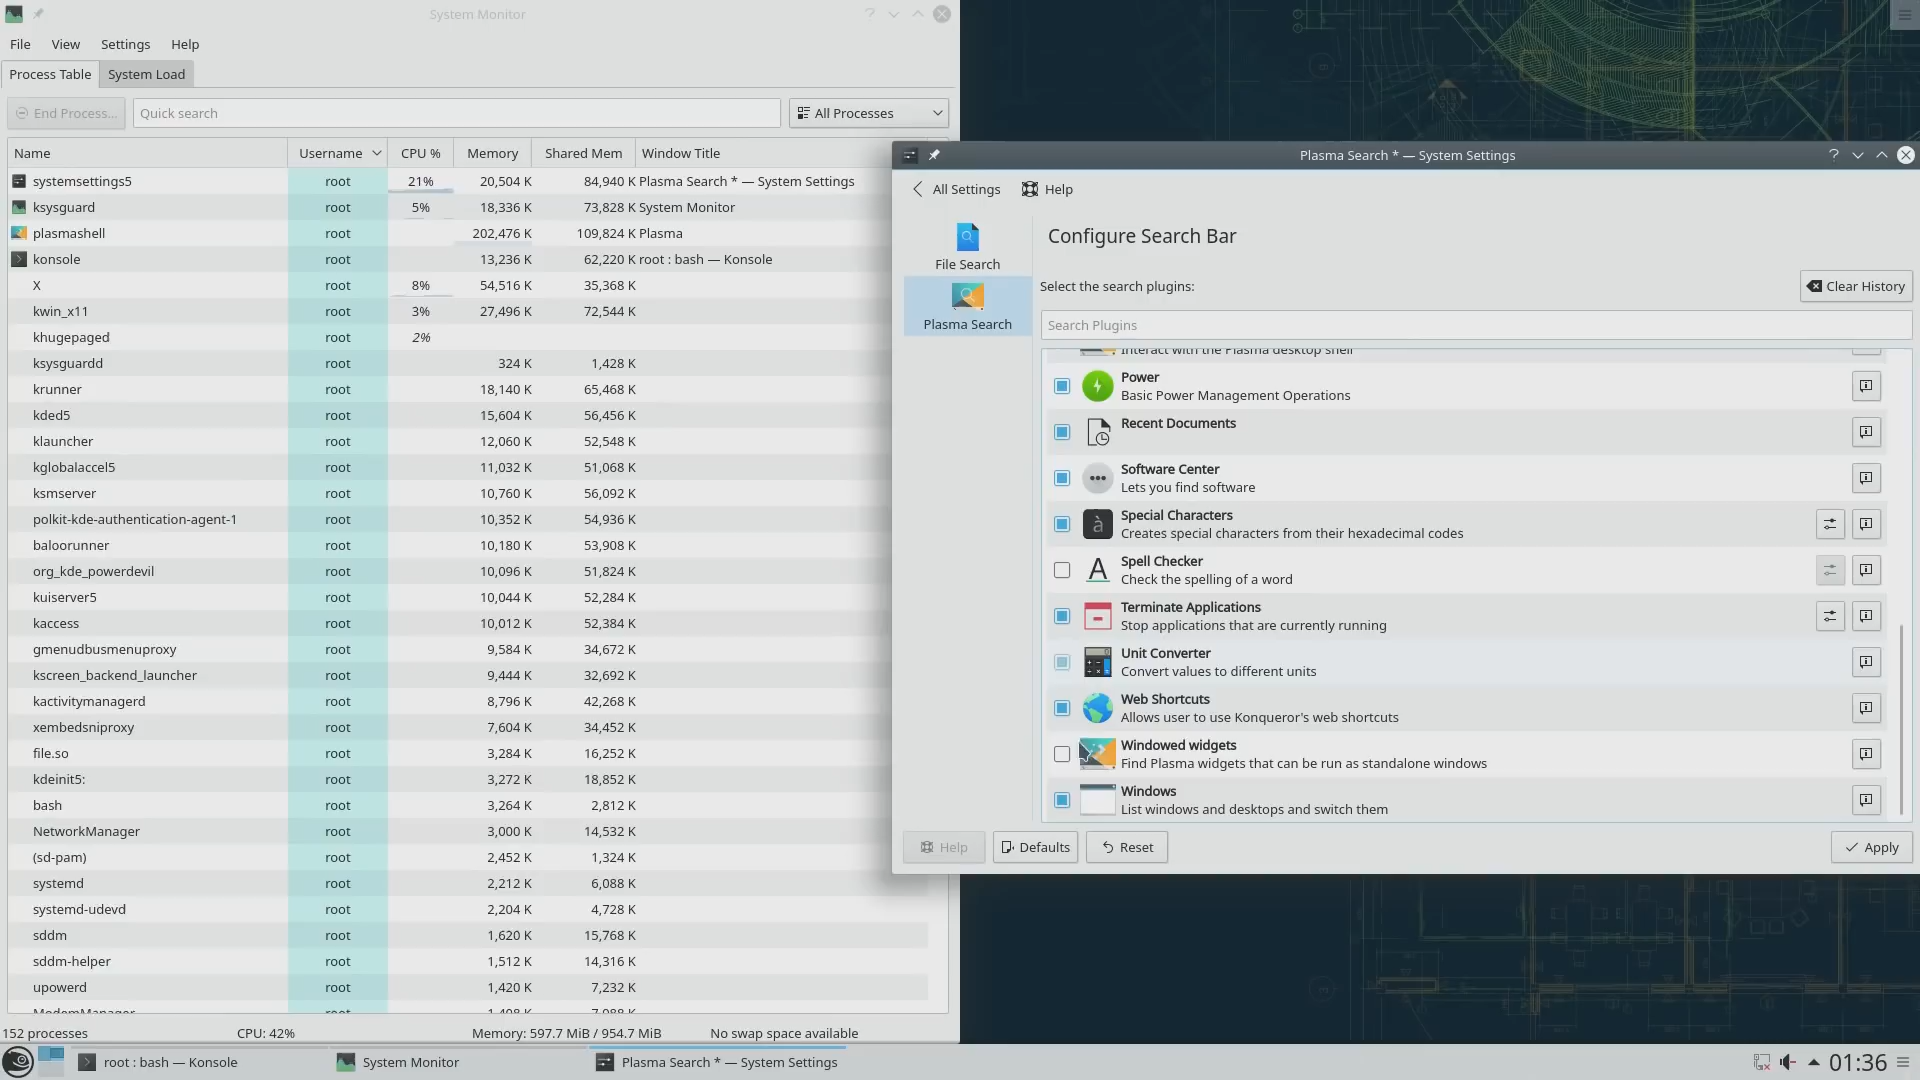 System Monitor
File View Settings Help
Process Table System Load
End Process... Quick search All Processes
Name Username CPU % Memory Shared Mem Window Title
systemsettings5 root 21% 20,504 K 84,940 K Plasma Search * — System Settings
ksysguard root 5% 18,336 K 73,828 K System Monitor
plasmashell root 202,476 K 109,824 K Plasma
konsole root 13,236 K 62,220 K root : bash — Konsole
X root 8% 54,516 K 35,368 K
kwin_x11 root 3% 27,496 K 72,544 K
khugepaged root 2%
ksysguardd root 324 K 1,428 K
krunner root 18,140 K 65,468 K
kded5 root 15,604 K 56,456 K
klauncher root 12,060 K 52,548 K
kglobalaccel5 root 11,032 K 51,068 K
ksmserver root 10,760 K 56,092 K
polkit-kde-authentication-agent-1 root 10,352 K 54,936 K
baloorunner root 10,180 K 53,908 K
org_kde_powerdevil root 10,096 K 51,824 K
kuiserver5 root 10,044 K 52,284 K
kaccess root 10,012 K 52,384 K
gmenudbusmenuproxy root 9,584 K 34,672 K
kscreen_backend_launcher root 9,444 K 32,692 K
kactivitymanagerd root 8,796 K 42,268 K
xembedsniproxy root 7,604 K 34,452 K
file.so root 3,284 K 16,252 K
kdeinit5: root 3,272 K 18,852 K
bash root 3,264 K 2,812 K
NetworkManager root 3,000 K 14,532 K
(sd-pam) root 2,452 K 1,324 K
systemd root 2,212 K 6,088 K
systemd-udevd root 2,204 K 4,728 K
sddm root 1,620 K 15,768 K
sddm-helper root 1,512 K 14,316 K
upowerd root 1,420 K 7,232 K
ModemManager root
152 processes CPU: 42% Memory: 597.7 MiB / 954.7 MiB No swap space available
Plasma Search * — System Settings
All Settings Help
File Search
Plasma Search
Configure Search Bar
Select the search plugins: Clear History
Search Plugins
Interact with the Plasma desktop shell
Power
Basic Power Management Operations
Recent Documents
Software Center
Lets you find software
Special Characters
Creates special characters from their hexadecimal codes
Spell Checker
Check the spelling of a word
Terminate Applications
Stop applications that are currently running
Unit Converter
Convert values to different units
Web Shortcuts
Allows user to use Konqueror's web shortcuts
Windowed widgets
Find Plasma widgets that can be run as standalone windows
Windows
List windows and desktops and switch them
Help Defaults Reset Apply
root : bash — Konsole System Monitor Plasma Search * — System Settings 01:36